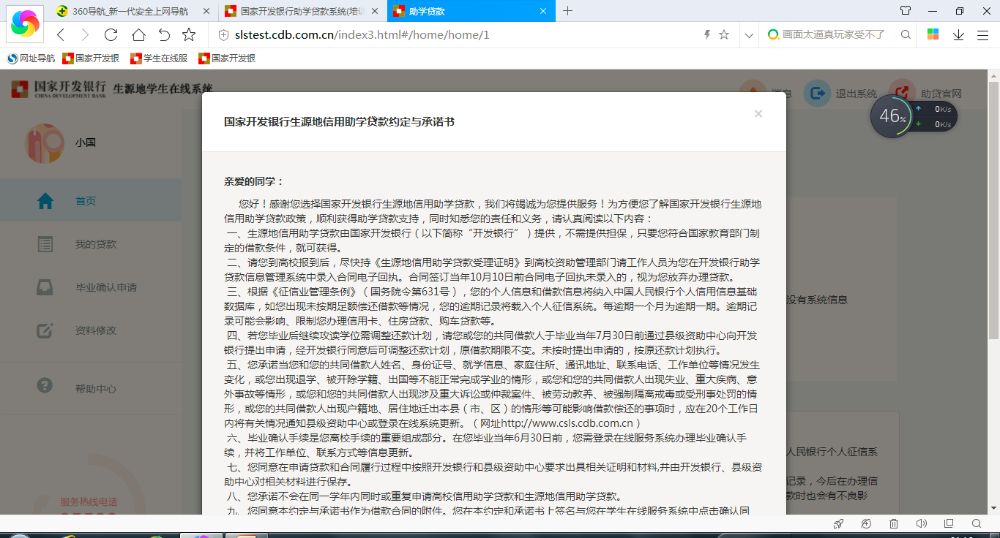 360导航_新一代安全上网导航
国家开发银行助学贷款系统(培训
助学贷款
slstest.cdb.com.cn/index3.html#/home/home/1
画面太逼真玩家受不了
网址导航
国家开发银
学生在线服
国家开发银
国家开发银行
CHINA DEVELOPMENT BANK
生源地学生在线系统
消息
退出系统
助贷官网
46%
0K/s
0K/s
小国
首页
我的贷款
毕业确认申请
资料修改
帮助中心
服务热线电话
国家开发银行生源地信用助学贷款约定与承诺书
亲爱的同学：
您好！感谢您选择国家开发银行生源地信用助学贷款，我们将竭诚为您提供服务！为方便您了解国家开发银行生源地
信用助学贷款政策，顺利获得助学贷款支持，同时知悉您的责任和义务，请认真阅读以下内容：
一、生源地信用助学贷款由国家开发银行（以下简称“开发银行”）提供，不需提供担保，只要您符合国家教育部门制
定的借款条件，就可获得。
二、请您到高校报到后，尽快持《生源地信用助学贷款受理证明》到高校资助管理部门请工作人员为您在开发银行助学
贷款信息管理系统中录入合同电子回执。合同签订当年10月10日前合同电子回执未录入的，视为您放弃办理贷款。
三、根据《征信业管理条例》（国务院令第631号），您的个人信息和借款信息将纳入中国人民银行个人信用信息基础
数据库，如您出现未按期足额偿还借款等情况，您的逾期记录将载入个人征信系统。每逾期一个月为逾期一期。逾期记
录可能会影响、限制您办理信用卡、住房贷款、购车贷款等。
四、若您毕业后继续攻读学位需调整还款计划，请您或您的共同借款人于毕业当年7月30日前通过县级资助中心向开发
银行提出申请，经开发银行同意后可调整还款计划，原借款期限不变。未按时提出申请的，按原还款计划执行。
五、您承诺当您和您的共同借款人姓名、身份证号、就学信息、家庭住所、通讯地址、联系电话、工作单位等情况发生
变化，或您出现退学、被开除学籍、出国等不能正常完成学业的情形，或您和您的共同借款人出现失业、重大疾病、意
外事故等情形，或您和您的共同借款人出现涉及重大诉讼或仲裁案件、被劳动教养、被强制隔离戒毒或受刑事处罚的情
形，或您的共同借款人出现户籍地、居住地迁出本县（市、区）的情形等可能影响借款偿还的事项时，应在20个工作日
内将有关情况通知县级资助中心或登录在线系统更新。（网址http://www.csls.cdb.com.cn）
六、毕业确认手续是您离校手续的重要组成部分。在您毕业当年6月30日前，您需登录在线服务系统办理毕业确认手
续，并将工作单位、联系方式等信息更新。
七、您同意在申请贷款和合同履行过程中按照开发银行和县级资助中心要求出具相关证明和材料,并由开发银行、县级资
助中心对相关材料进行保存。
八、您承诺不会在同一学年内同时或重复申请高校信用助学贷款和生源地信用助学贷款。
九、您同意本约定与承诺书作为借款合同的附件。您在本约定和承诺书上签名与您在学生在线服务系统中点击确认同
没有系统信息
人民银行个人征信系
记录，今后在办理信
款时也会有不良影